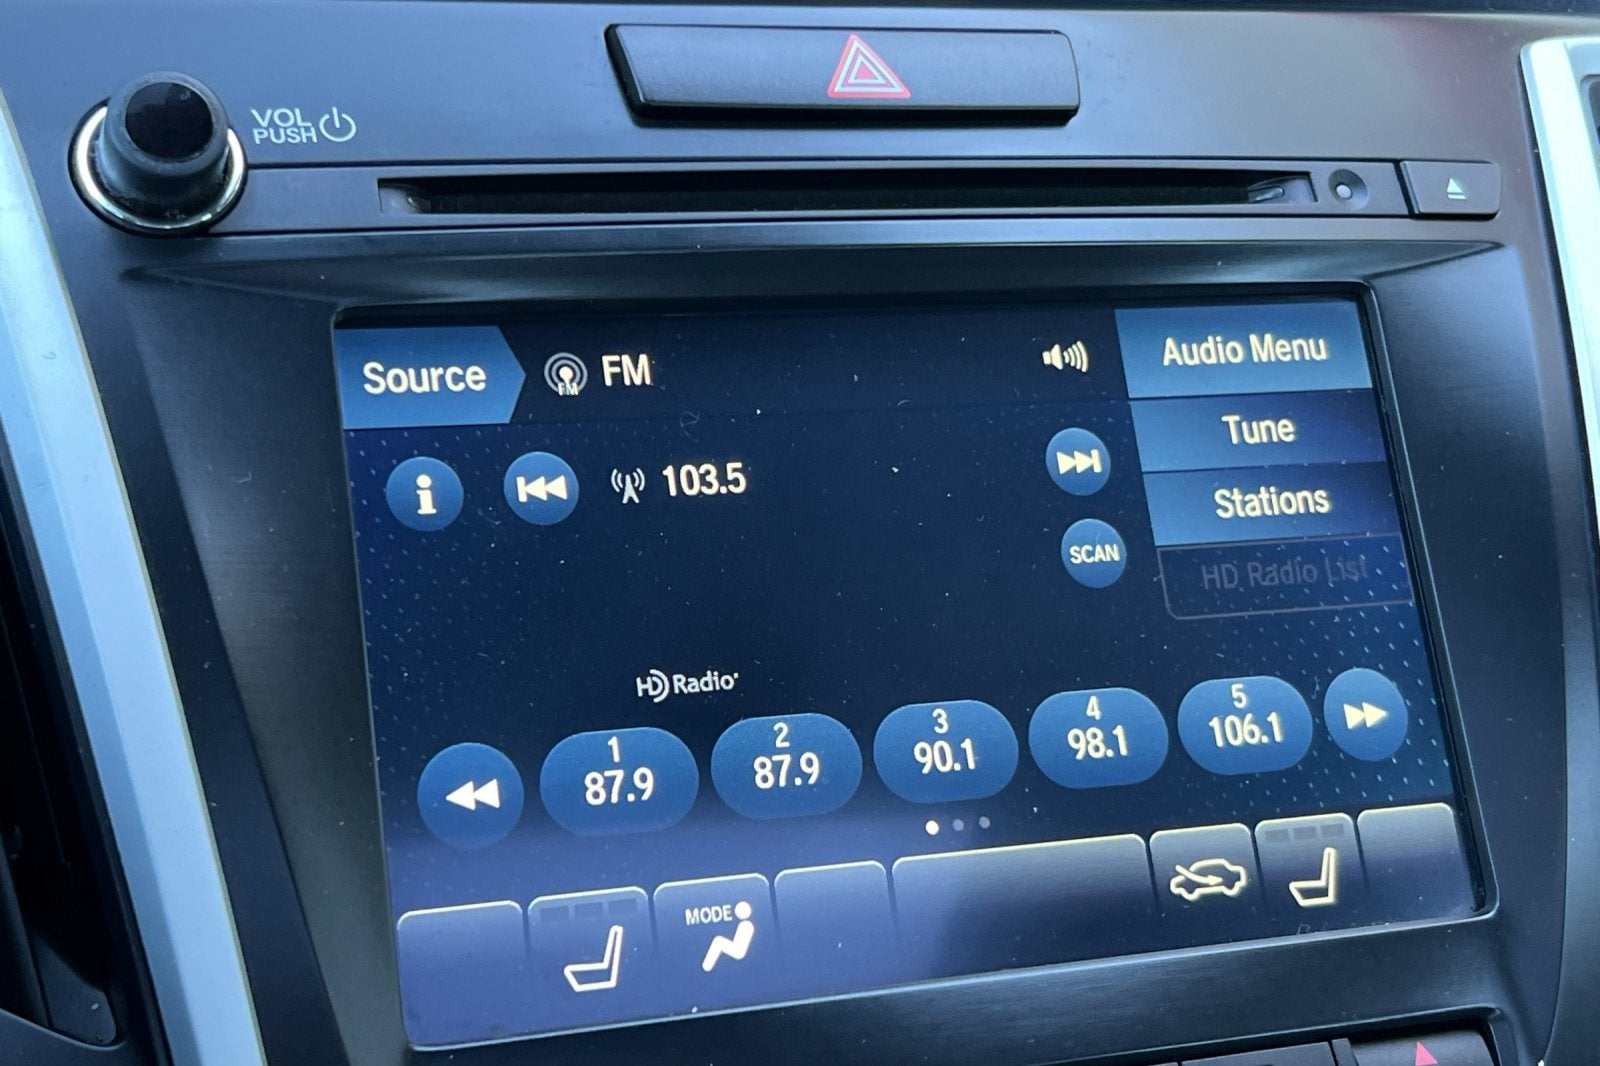 VOL
PUSH
Source
FM
FM
Audio Menu
103.5
Tune
Stations
SCAN
HD Radio List
HD Radio
1
87.9
2
87.9
3
90.1
4
98.1
5
106.1
MODE